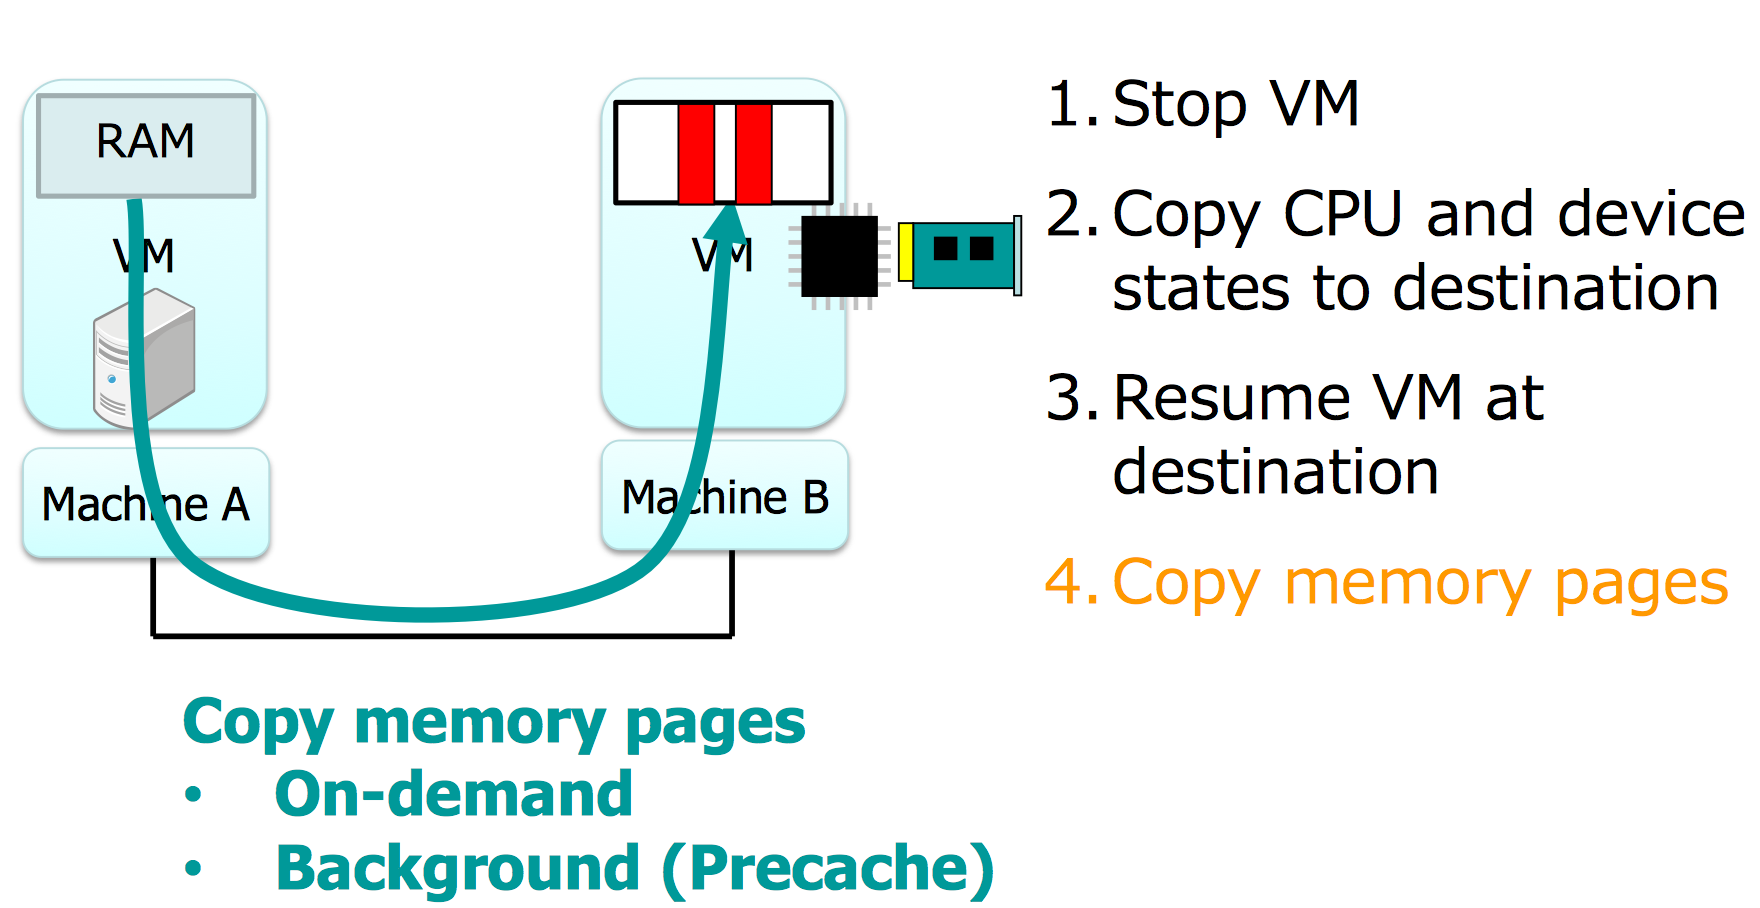 RAM
VM
Machine A
VM
Machine B
1. Stop VM
2. Copy CPU and device
states to destination
3. Resume VM at
destination
4. Copy memory pages
Copy memory pages
• On-demand
• Background (Precache)